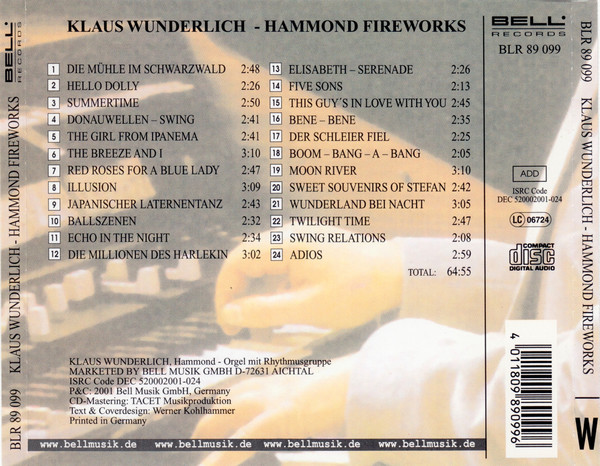 KLAUS WUNDERLICH - HAMMOND FIREWORKS
1 DIE MÜHLE IM SCHWARZWALD 2:48
2 HELLO DOLLY 2:26
3 SUMMERTIME 2:38
4 DONAUWELLEN – SWING 2:41
5 THE GIRL FROM IPANEMA 2:41
6 THE BREEZE AND I 3:10
7 RED ROSES FOR A BLUE LADY 2:47
8 ILLUSION 3:09
9 JAPANISCHER LATERNENTANZ 2:43
10 BALLSZENEN 2:32
11 ECHO IN THE NIGHT 2:34
12 DIE MILLIONEN DES HARLEKIN 3:02
13 ELISABETH – SERENADE 2:26
14 FIVE SONS 2:13
15 THIS GUY´S IN LOVE WITH YOU 2:45
16 BENE – BENE 2:35
17 DER SCHLEIER FIEL 2:25
18 BOOM – BANG – A – BANG 2:05
19 MOON RIVER 3:10
20 SWEET SOUVENIRS OF STEFAN 2:42
21 WUNDERLAND BEI NACHT 3:05
22 TWILIGHT TIME 2:47
23 SWING RELATIONS 2:08
24 ADIOS 2:59
TOTAL: 64:55
KLAUS WUNDERLICH, Hammond - Orgel mit Rhythmusgruppe
MARKETED BY BELL MUSIK GMBH D-72631 AICHTAL
ISRC Code DEC 520002001-024
P&C: 2001 Bell Musik GmbH, Germany
CD-Mastering: TACET Musikproduktion
Text & Coverdesign: Werner Kohlhammer
Printed in Germany
www.bellmusik.de www.bellmusik.de www.bellmusik.de
BELL
RECORDS
BLR 89 099
ADD
ISRC Code
DEC 520002001-024
LC 06724
COMPACT
disc
DIGITAL AUDIO
4 011809 890996
BELL
RECORDS
KLAUS WUNDERLICH - HAMMOND FIREWORKS
BLR 89 099
BLR 89 099
KLAUS WUNDERLICH - HAMMOND FIREWORKS
W